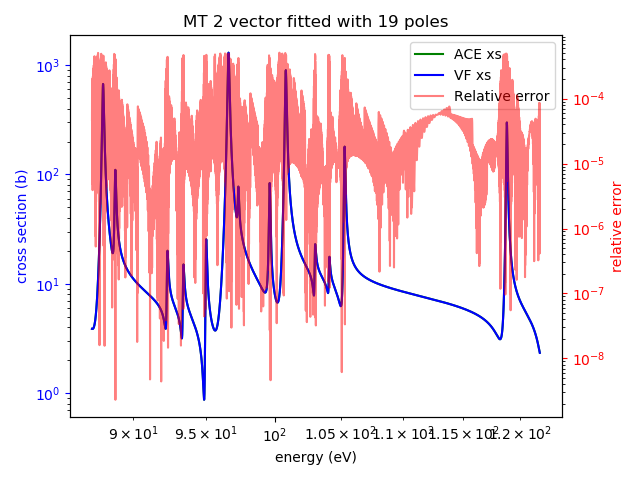 MT 2 vector fitted with 19 poles
ACE xs
VF xs
Relative error
10³
10²
10¹
10⁰
cross section (b)
10⁻⁴
10⁻⁵
10⁻⁶
10⁻⁷
10⁻⁸
relative error
9 × 10¹
9.5 × 10¹
10²
1.05 × 10²
1.1 × 10²
1.15 × 10²
1.2 × 10²
energy (eV)